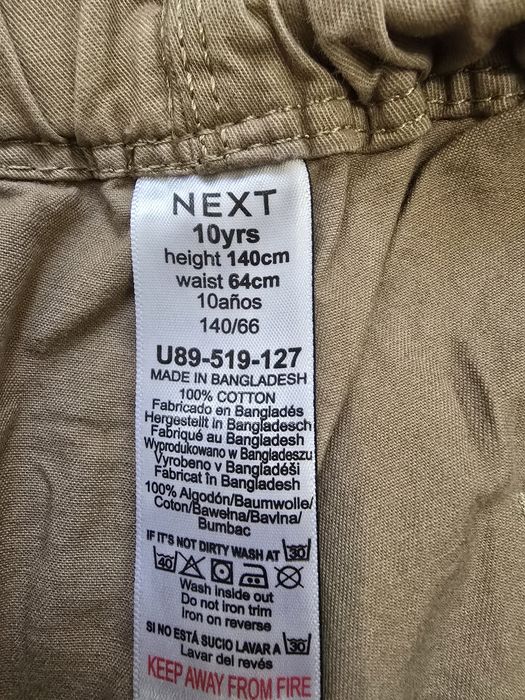 NEXT
10yrs
height 140cm
waist 64cm
10años
140/66
U89-519-127
MADE IN BANGLADESH
100% COTTON
Fabricado en Bangladés
Hergestellt in Bangladesch
Fabriqué au Bangladesh
Wyprodukowano w Bangladeszu
Vyrobeno v Bangladéši
Fabricat în Bangladesh
100% Algodón/Baumwolle/
Coton/Bawełna/Bavlna/
Bumbac
IF IT'S NOT DIRTY WASH AT 30
40
Wash inside out
Do not iron trim
Iron on reverse
SI NO ESTÁ SUCIO LAVAR A 30
Lavar del revés
KEEP AWAY FROM FIRE